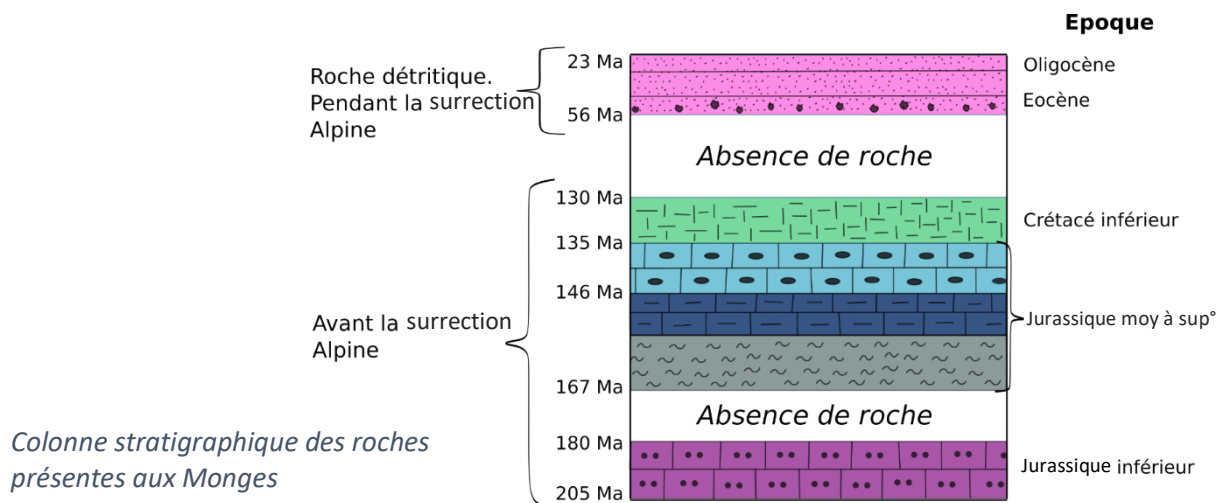 Epoque
Roche détritique.
Pendant la surrection
Alpine
23 Ma
Oligocène
Eocène
56 Ma
Absence de roche
130 Ma
Crétacé inférieur
135 Ma
146 Ma
Avant la surrection
Alpine
Jurassique moy à sup°
167 Ma
Absence de roche
180 Ma
Jurassique inférieur
205 Ma
Colonne stratigraphique des roches
présentes aux Monges